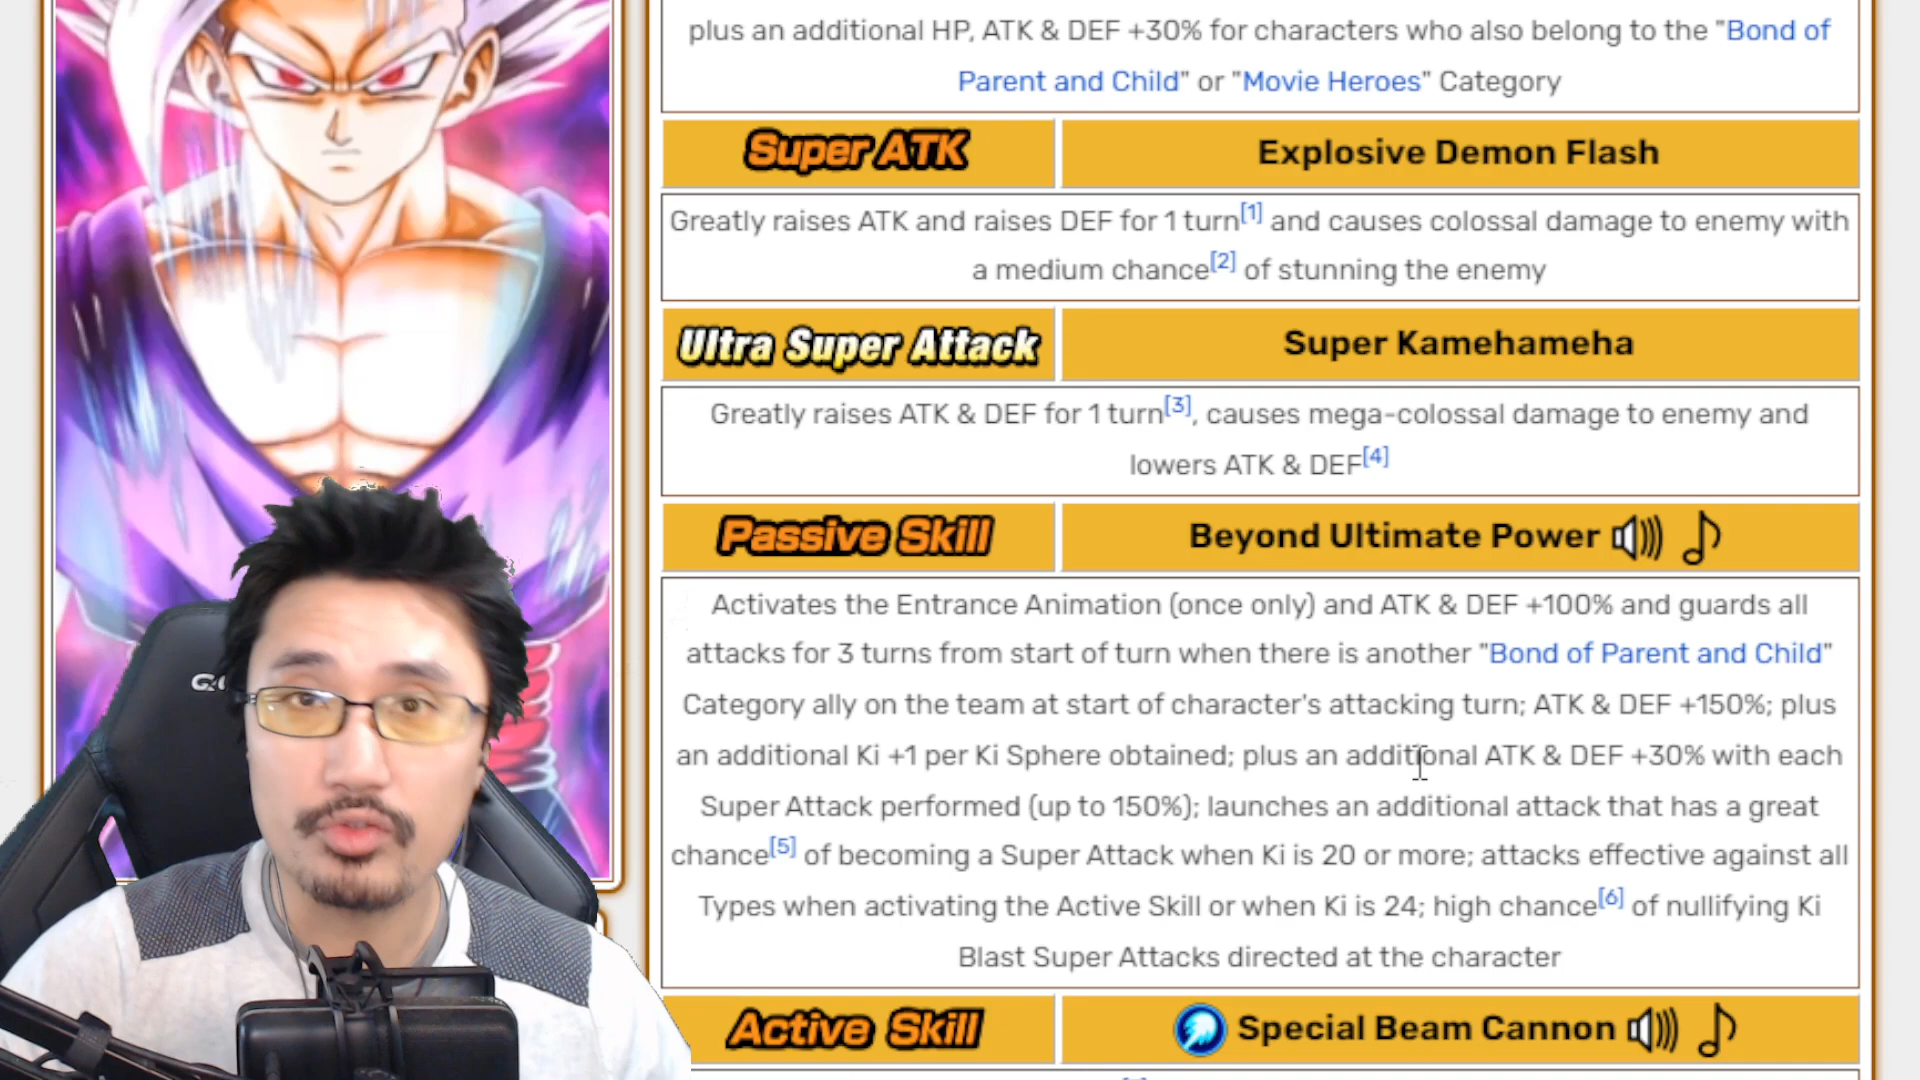 plus an additional HP, ATK & DEF +30% for characters who also belong to the "Bond of
Parent and Child" or "Movie Heroes" Category
Super ATK
Explosive Demon Flash
Greatly raises ATK and raises DEF for 1 turn[1] and causes colossal damage to enemy with
a medium chance[2] of stunning the enemy
Ultra Super Attack
Super Kamehameha
Greatly raises ATK & DEF for 1 turn[3], causes mega-colossal damage to enemy and
lowers ATK & DEF[4]
Passive Skill
Beyond Ultimate Power
Activates the Entrance Animation (once only) and ATK & DEF +100% and guards all
attacks for 3 turns from start of turn when there is another "Bond of Parent and Child"
Category ally on the team at start of character's attacking turn; ATK & DEF +150%; plus
an additional Ki +1 per Ki Sphere obtained; plus an additional ATK & DEF +30% with each
Super Attack performed (up to 150%); launches an additional attack that has a great
chance[5] of becoming a Super Attack when Ki is 20 or more; attacks effective against all
Types when activating the Active Skill or when Ki is 24; high chance[6] of nullifying Ki
Blast Super Attacks directed at the character
Active Skill
Special Beam Cannon